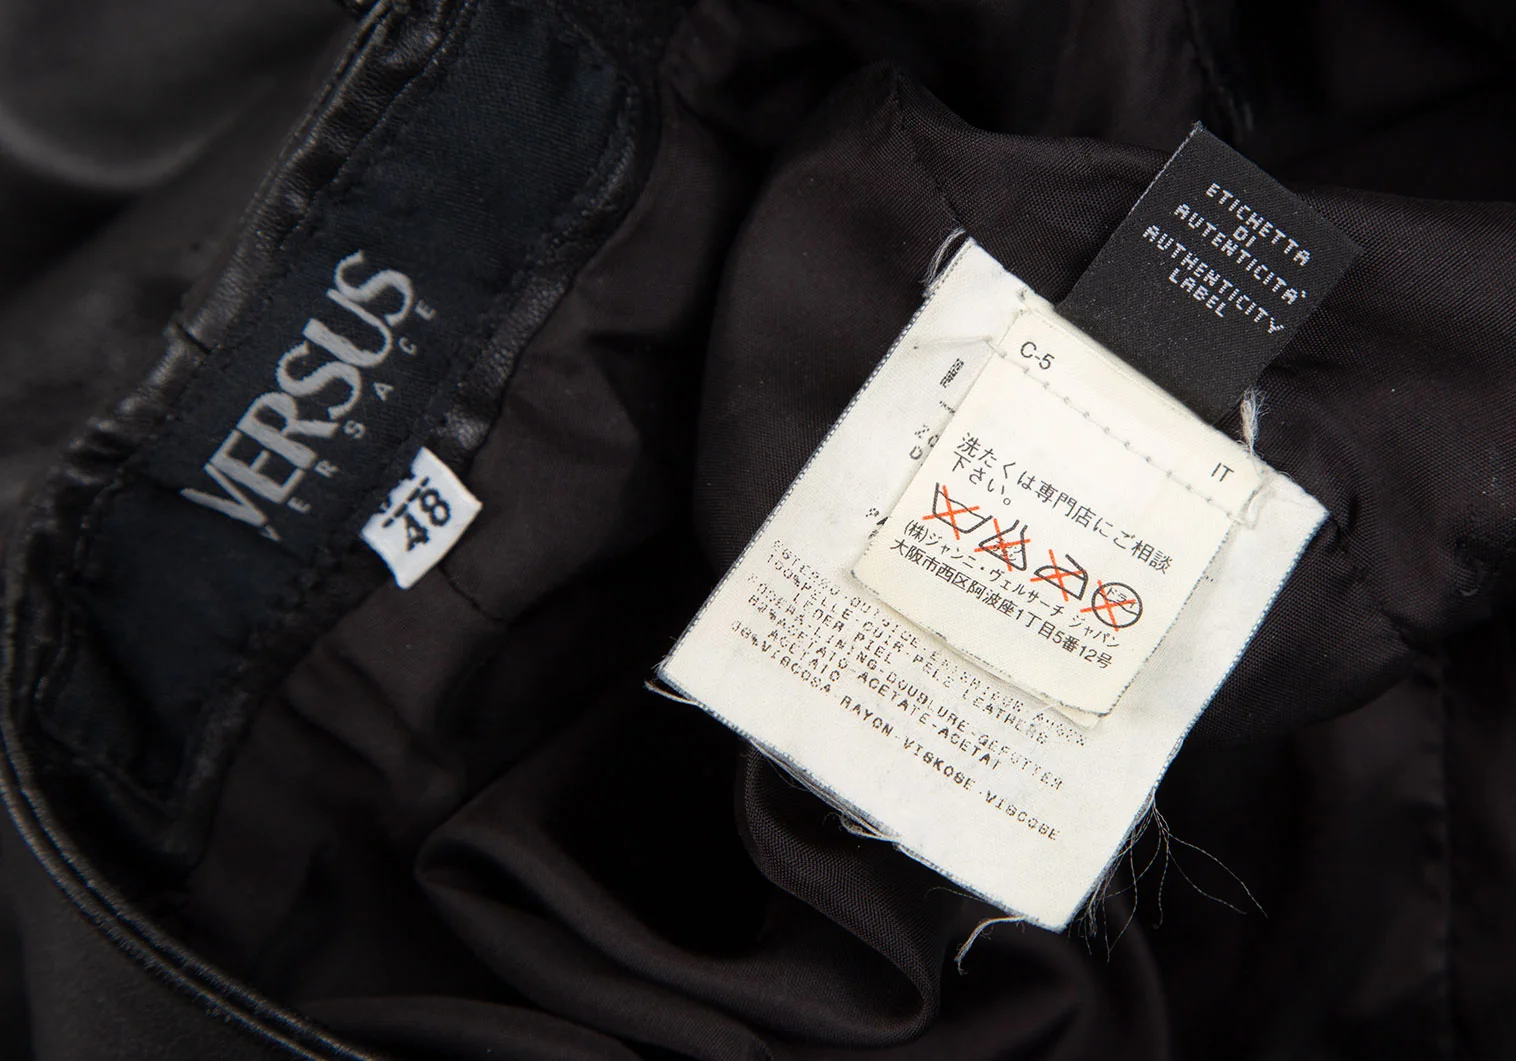 VERSUS
VERSACE
48
ETICHETTA
DI
AUTENTICITA'
AUTHENTICITY
LABEL
C-5
IT
洗たくは専門店にご相談
下さい。
(株)ジャンニ・ヴェルサーチ ジャパン
大阪市西区阿波座1丁目5番12号
100%PELLE-CUIR
LEDER PIEL PELE LEATHER
FODERA-LINING-DOUBLURE-GEFUTTER
ACETATO-ACETATE-ACETAT
ACETATO
VISCOSA RAYON-VISKOSE-VISCOSE